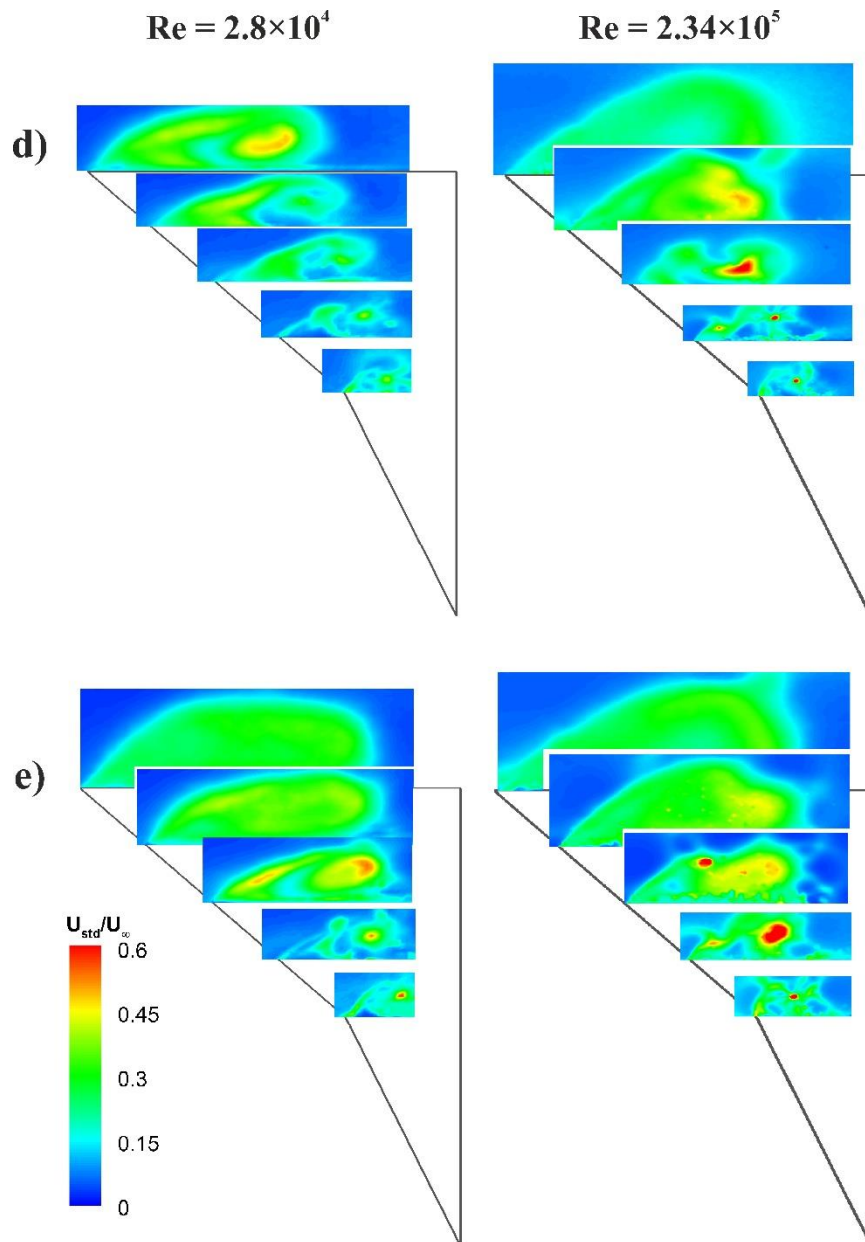 Re = 2.8×10⁴
Re = 2.34×10⁵
d)
e)
U_std/U_∞
0.6
0.45
0.3
0.15
0